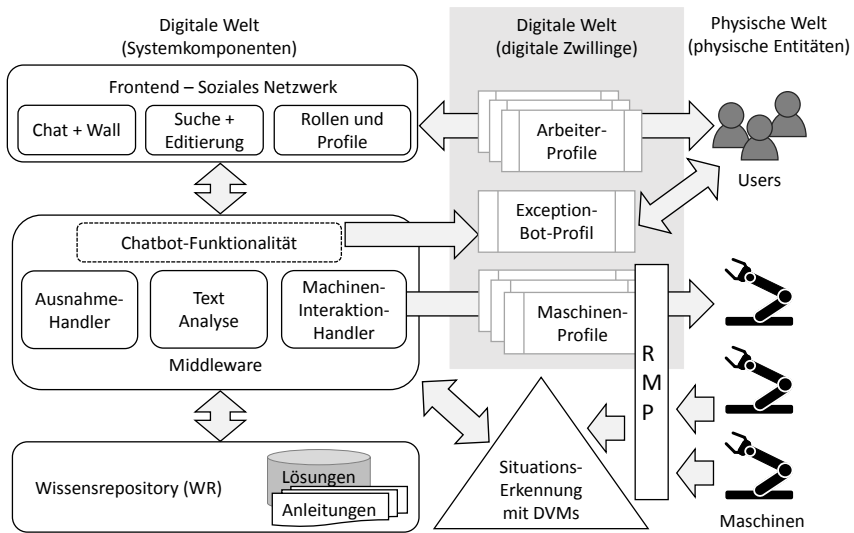 Digitale Welt
(Systemkomponenten)
Digitale Welt
(digitale Zwillinge)
Physische Welt
(physische Entitäten)
Frontend – Soziales Netzwerk
Chat + Wall
Suche +
Editierung
Rollen und
Profile
Arbeiter-
Profile
Users
Chatbot-Funktionalität
Exception-
Bot-Profil
Ausnahme-
Handler
Text
Analyse
Machinen-
Interaktion-
Handler
Middleware
Maschinen-
Profile
R
M
P
Wissensrepository (WR)
Lösungen
Anleitungen
Situations-
Erkennung
mit DVMs
Maschinen